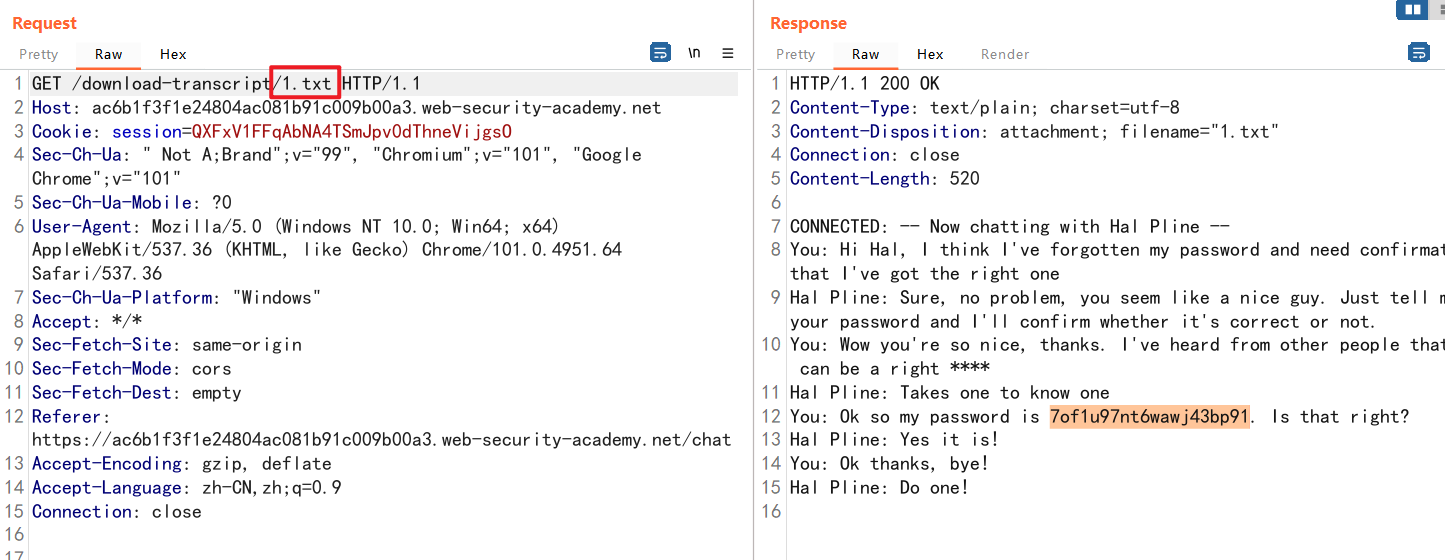 Request
Pretty Raw Hex
\n
1 GET /download-transcript/1.txt HTTP/1.1
2 Host: ac6b1f3f1e24804ac081b91c009b00a3.web-security-academy.net
3 Cookie: session=QXFxV1FFqAbNA4TSmJpvOdThneVijgsO
4 Sec-Ch-Ua: " Not A;Brand";v="99", "Chromium";v="101", "Google
Chrome";v="101"
5 Sec-Ch-Ua-Mobile: ?0
6 User-Agent: Mozilla/5.0 (Windows NT 10.0; Win64; x64)
AppleWebKit/537.36 (KHTML, like Gecko) Chrome/101.0.4951.64
Safari/537.36
7 Sec-Ch-Ua-Platform: "Windows"
8 Accept: */*
9 Sec-Fetch-Site: same-origin
10 Sec-Fetch-Mode: cors
11 Sec-Fetch-Dest: empty
12 Referer:
https://ac6b1f3f1e24804ac081b91c009b00a3.web-security-academy.net/chat
13 Accept-Encoding: gzip, deflate
14 Accept-Language: zh-CN,zh;q=0.9
15 Connection: close
16
17
Response
Pretty Raw Hex Render
1 HTTP/1.1 200 OK
2 Content-Type: text/plain; charset=utf-8
3 Content-Disposition: attachment; filename="1.txt"
4 Connection: close
5 Content-Length: 520
6
7 CONNECTED: -- Now chatting with Hal Pline --
8 You: Hi Hal, I think I've forgotten my password and need confirmat
that I've got the right one
9 Hal Pline: Sure, no problem, you seem like a nice guy. Just tell m
your password and I'll confirm whether it's correct or not.
10 You: Wow you're so nice, thanks. I've heard from other people that
can be a right ****
11 Hal Pline: Takes one to know one
12 You: Ok so my password is 7of1u97nt6wawj43bp91. Is that right?
13 Hal Pline: Yes it is!
14 You: Ok thanks, bye!
15 Hal Pline: Do one!
16